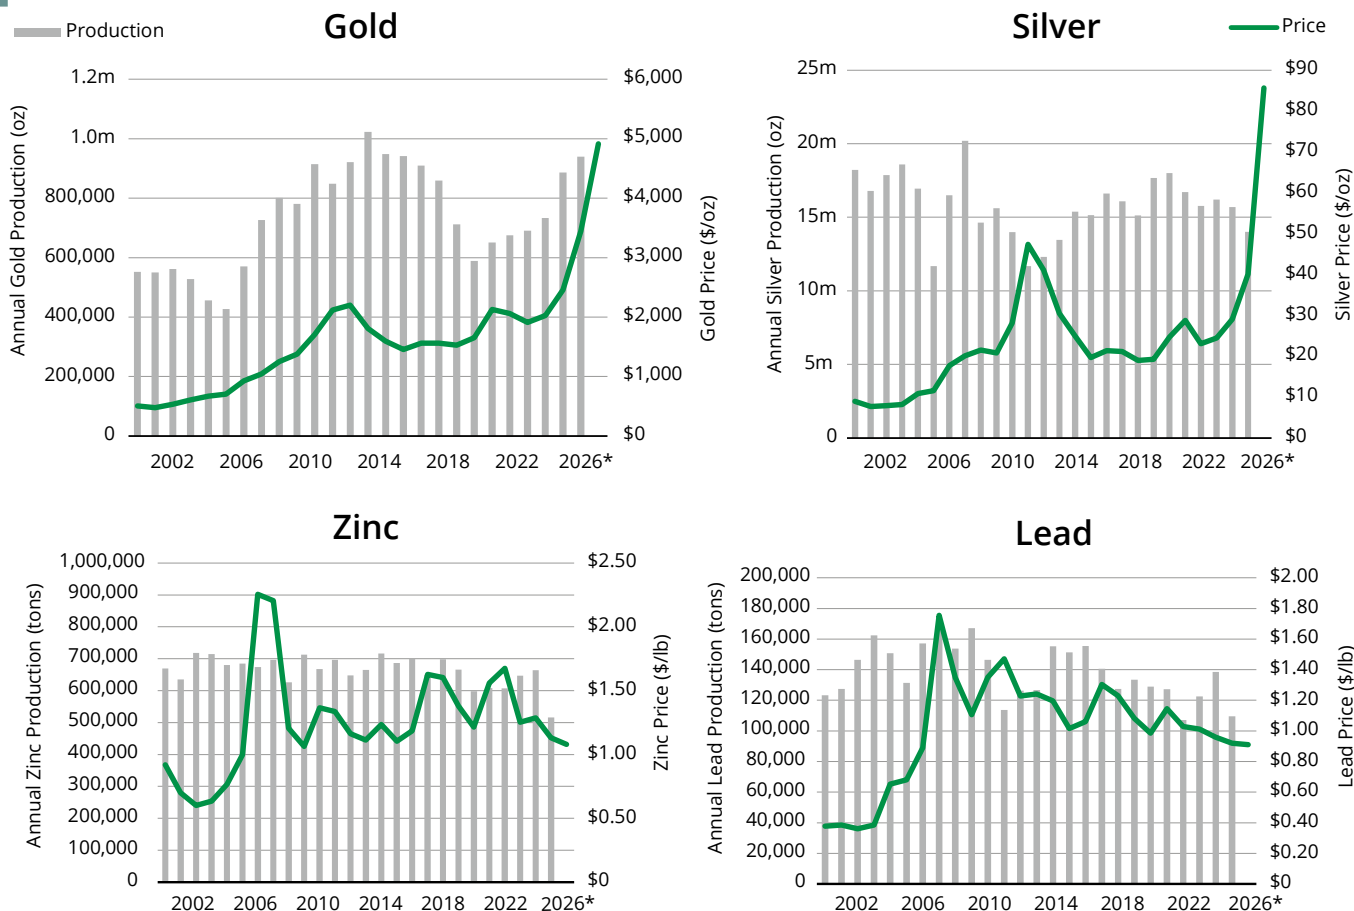 Production
Gold
1.2m
1.0m
800,000
600,000
400,000
200,000
0
Annual Gold Production (oz)
$6,000
$5,000
$4,000
$3,000
$2,000
$1,000
$0
Gold Price ($/oz)
2002 2006 2010 2014 2018 2022 2026*
Silver
Price
25m
20m
15m
10m
5m
0
Annual Silver Production (oz)
$90
$80
$70
$60
$50
$40
$30
$20
$10
$0
Silver Price ($/oz)
2002 2006 2010 2014 2018 2022 2026*
Zinc
1,000,000
900,000
800,000
700,000
600,000
500,000
400,000
300,000
200,000
100,000
0
Annual Zinc Production (tons)
$2.50
$2.00
$1.50
$1.00
$0.50
$0
Zinc Price ($/lb)
2002 2006 2010 2014 2018 2022 2026*
Lead
200,000
180,000
160,000
140,000
120,000
100,000
80,000
60,000
40,000
20,000
0
Annual Lead Production (tons)
$2.00
$1.80
$1.60
$1.40
$1.20
$1.00
$0.80
$0.60
$0.40
$0.20
$0
Lead Price ($/lb)
2002 2006 2010 2014 2018 2022 2026*